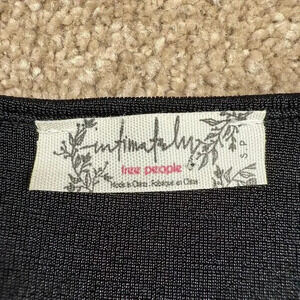 intimately
free people
Made in China . Fabriqué en Chine
S P